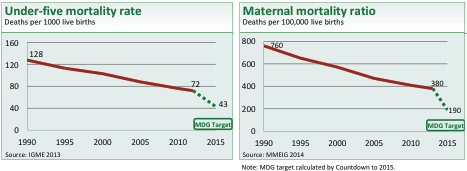 Under-five mortality rate
Deaths per 1000 live births
160
120
80
40
0
128
72
43
MDG Target
1990 1995 2000 2005 2010 2015
Source: IGME 2013
Maternal mortality ratio
Deaths per 100,000 live births
800
600
400
200
0
760
380
190
MDG Target
1990 1995 2000 2005 2010 2015
Source: MMEIG 2014
Note: MDG target calculated by Countdown to 2015.